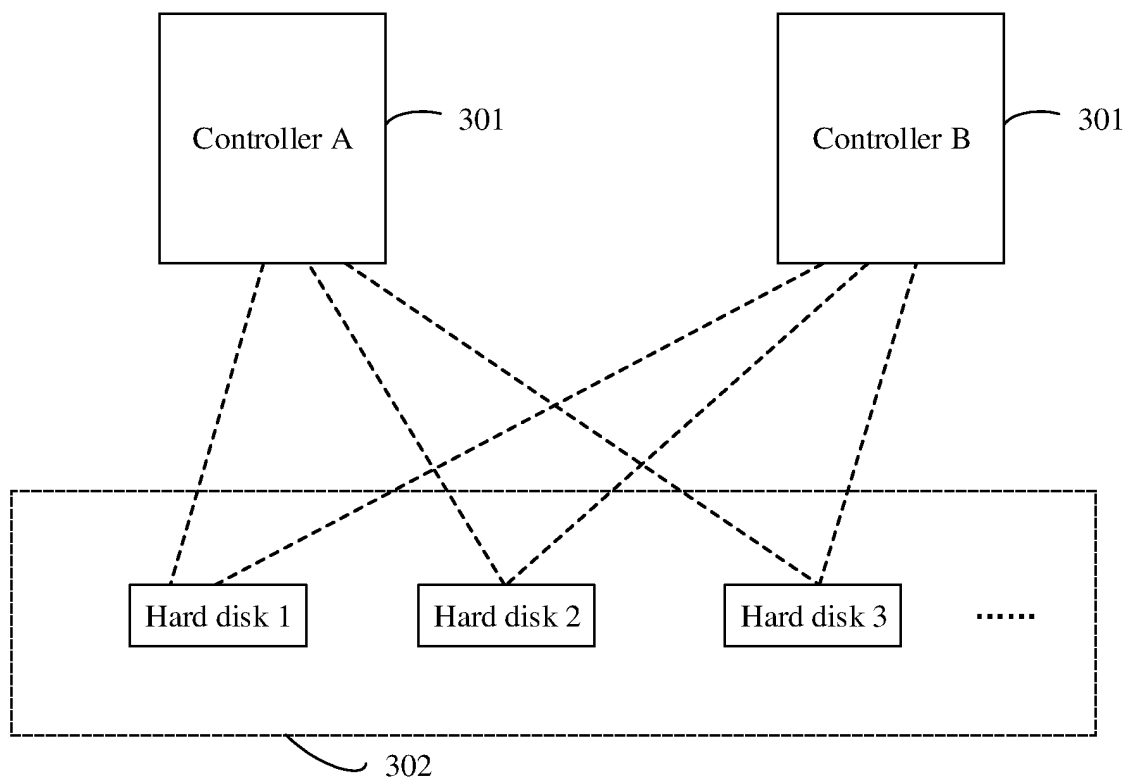 Controller A
301
Controller B
301
Hard disk 1
Hard disk 2
Hard disk 3
······
302